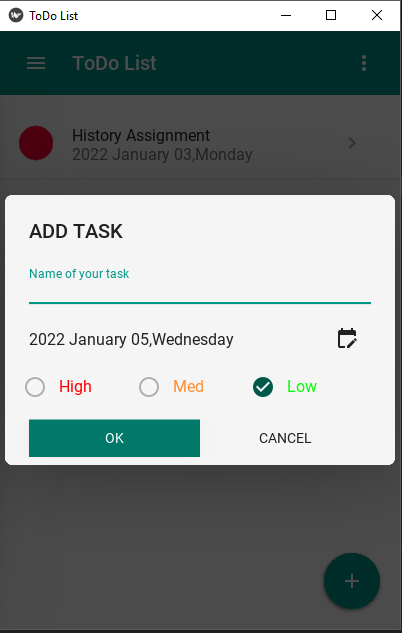 ToDo List
ToDo List
History Assignment
2022 January 03,Monday
ADD TASK
Name of your task
2022 January 05,Wednesday
High Med Low
OK CANCEL